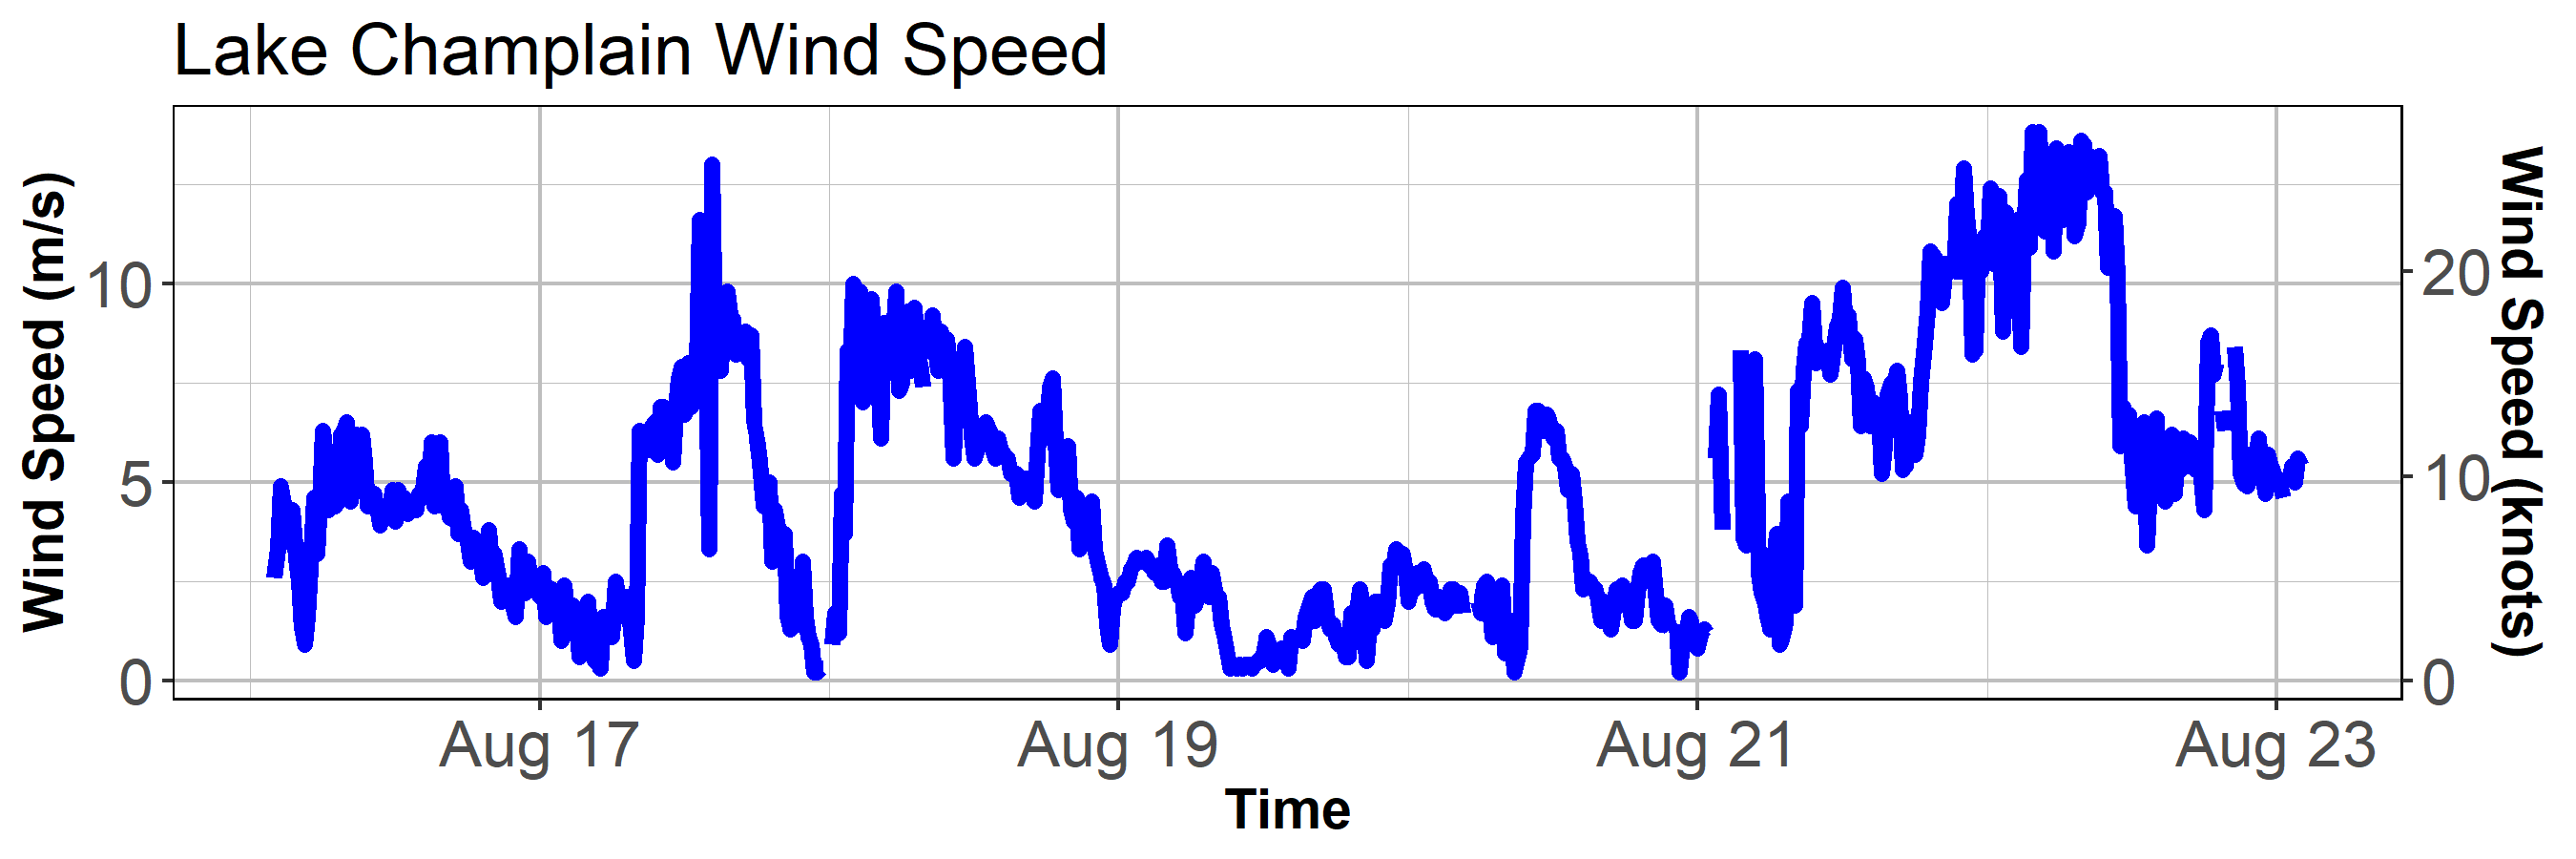 Lake Champlain Wind Speed
Wind Speed (m/s)
10
5
0
20
10
0
Wind Speed (knots)
Aug 17 Aug 19 Aug 21 Aug 23
Time